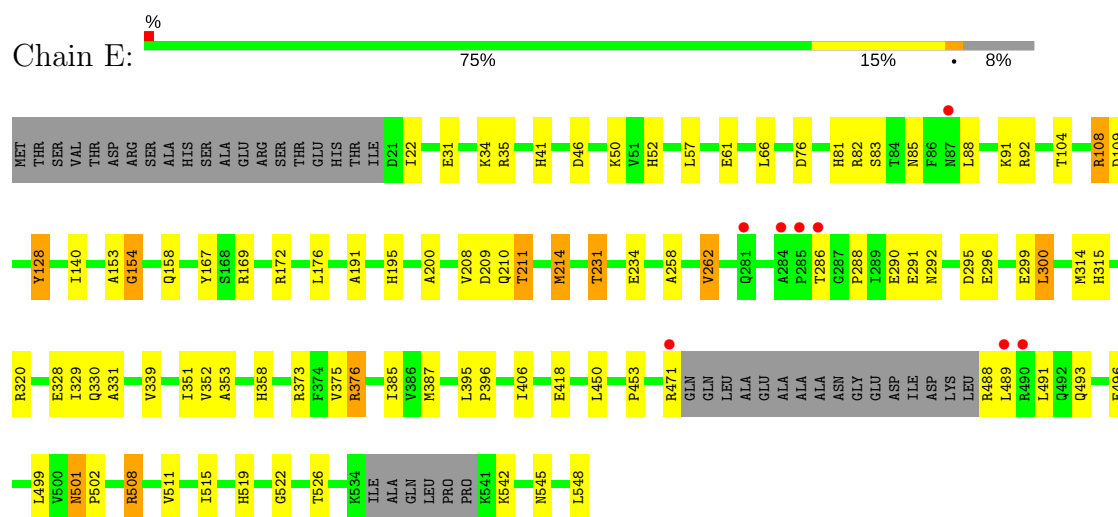 %
Chain E:
75% 15% • 8%
MET THR SER VAL THR ASP ARG SER ALA HIS SER ALA GLU ARG SER THR GLU HIS THR ILE D21 I22 E31 K34 R35 H41 D46 K50 V51 H52 L57 E61 L66 D76 H81 R82 S83 T84 N85 F86 N87 L88 K91 R92 T104 R108 D109
Y128 I140 A153 G154 Q158 Y167 S168 R169 R172 L176 A191 H195 A200 V208 D209 Q210 T211 M214 T231 E234 A258 V262 Q281 A284 P285 T286 G287 P288 I289 E290 E291 N292 D295 E296 E299 L300 M314 H315
R320 E328 I329 Q330 A331 V339 I351 V352 A353 H358 R373 F374 V375 R376 I385 V386 M387 L395 P396 I406 E418 L450 P453 R471 GLN GLN LEU ALA GLU ALA ALA ALA ASN GLY GLU ASP ILE ASP LYS LEU R488 L489 R490 L491 Q492 Q493
L499 V500 N501 P502 R508 V511 I515 H519 G522 T526 K534 ILE ALA GLN LEU PRO PRO K541 K542 N545 L548